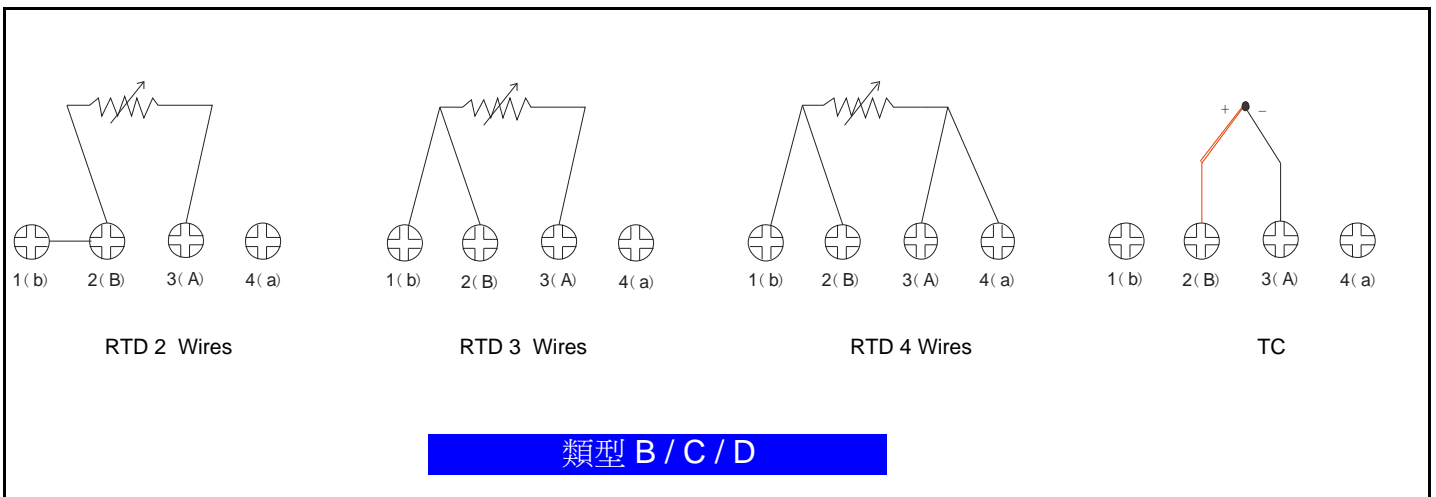 + −
1( b) 2( B) 3( A) 4( a)
1( b) 2( B) 3( A) 4( a)
1( b) 2( B) 3( A) 4( a)
1( b) 2( B) 3( A) 4( a)
RTD 2 Wires
RTD 3 Wires
RTD 4 Wires
TC
類型 B / C / D